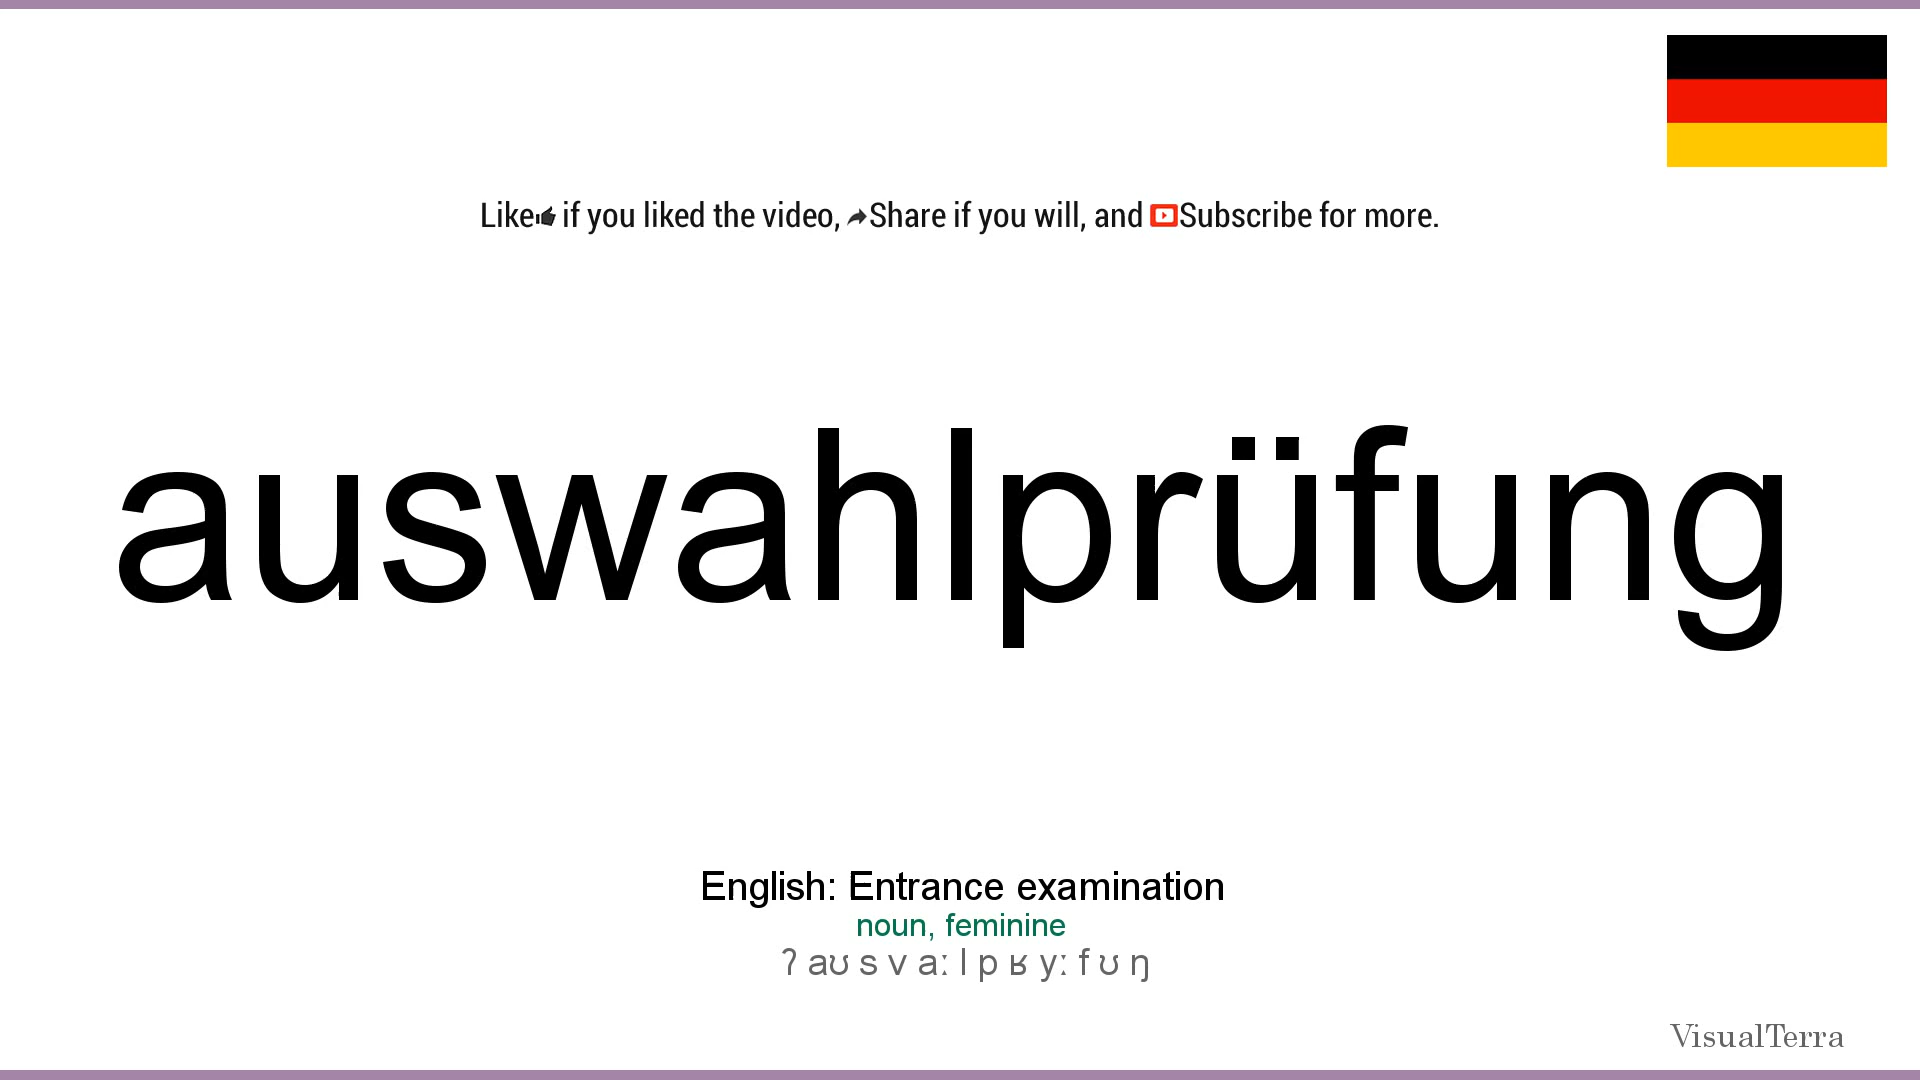 Like if you liked the video, Share if you will, and Subscribe for more.
auswahlprüfung
English: Entrance examination
noun, feminine
ʔ aʊ s v aː l p ʁ yː f ʊ ŋ
VisualTerra